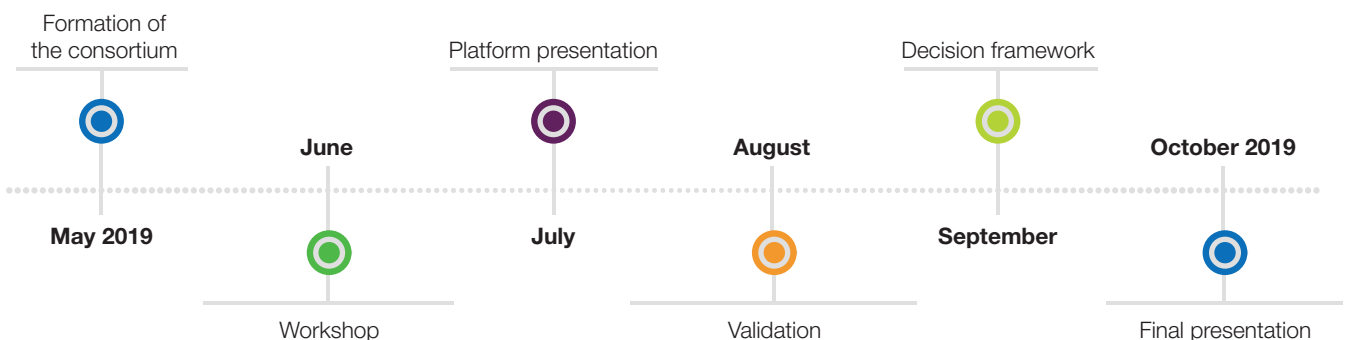 Formation of
the consortium
May 2019
June
Workshop
Platform presentation
July
August
Validation
Decision framework
September
October 2019
Final presentation